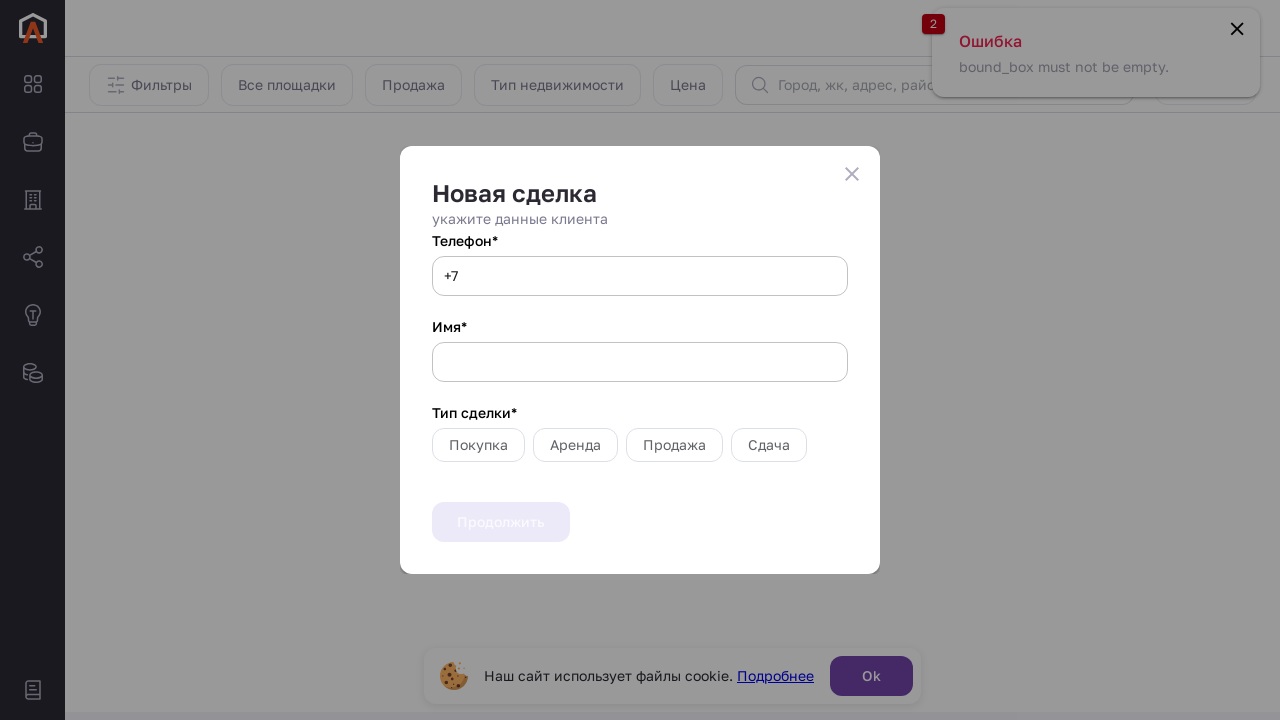 2
Ошибка
bound_box must not be empty.
Фильтры
Все площадки
Продажа
Тип недвижимости
Цена
Город, жк, адрес, райо
Новая сделка
укажите данные клиента
Телефон*
+7
Имя*
Тип сделки*
Покупка
Аренда
Продажа
Сдача
Продолжить
Наш сайт использует файлы cookie. Подробнее
Ok